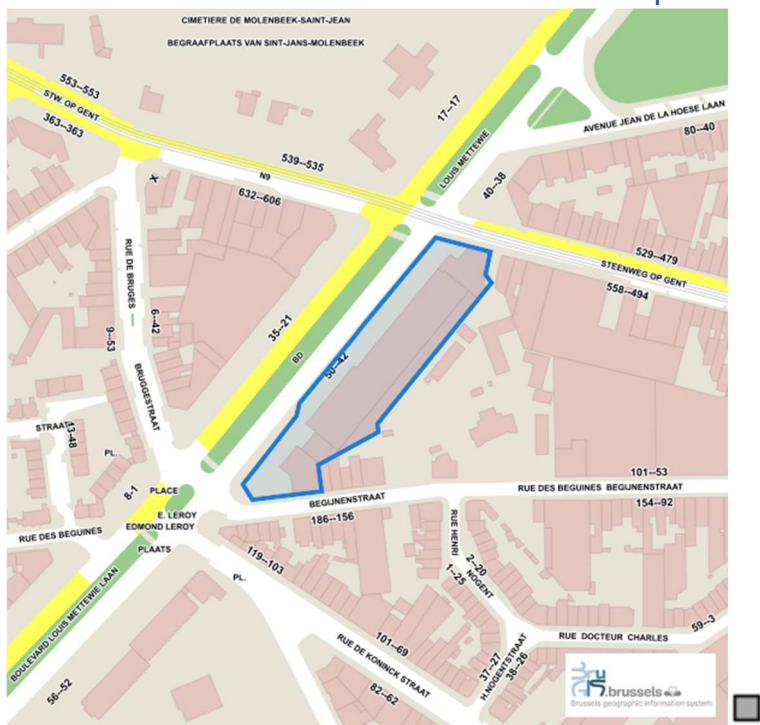 CIMETIERE DE MOLENBEEK-SAINT-JEAN
BEGRAAFPLAATS VAN SINT-JANS-MOLENBEEK
553--553
STW. OP GENT
363--363
17--17
AVENUE JEAN DE LA HOESE LAAN
80--40
539--535
N9
LOUIS METTEWIE
632--606
40--38
529--479
STEENWEG OP GENT
558--494
RUE DE BRUGES
6--42
9--53
35--21
BD
50--42
BRUGGESTRAAT
STRAAT
13-48
PL.
8-1
PLACE
101--53
RUE DES BEGUINES BEGIJNENSTRAAT
154--92
BEGIJNENSTRAAT
186--156
E. LEROY
EDMOND LEROY
RUE DES BEGUINES
PLAATS
119--103
RUE HENRI
2--20
NOGENT
1--25
PL.
BOULEVARD LOUIS METTEWIE LAAN
59--3
RUE DOCTEUR CHARLES
101--69
RUE DE KONINCK STRAAT
37--27
H.NOGENTSTRAAT
38--26
56--52
82--62
.brussels
Brussels geographic information system